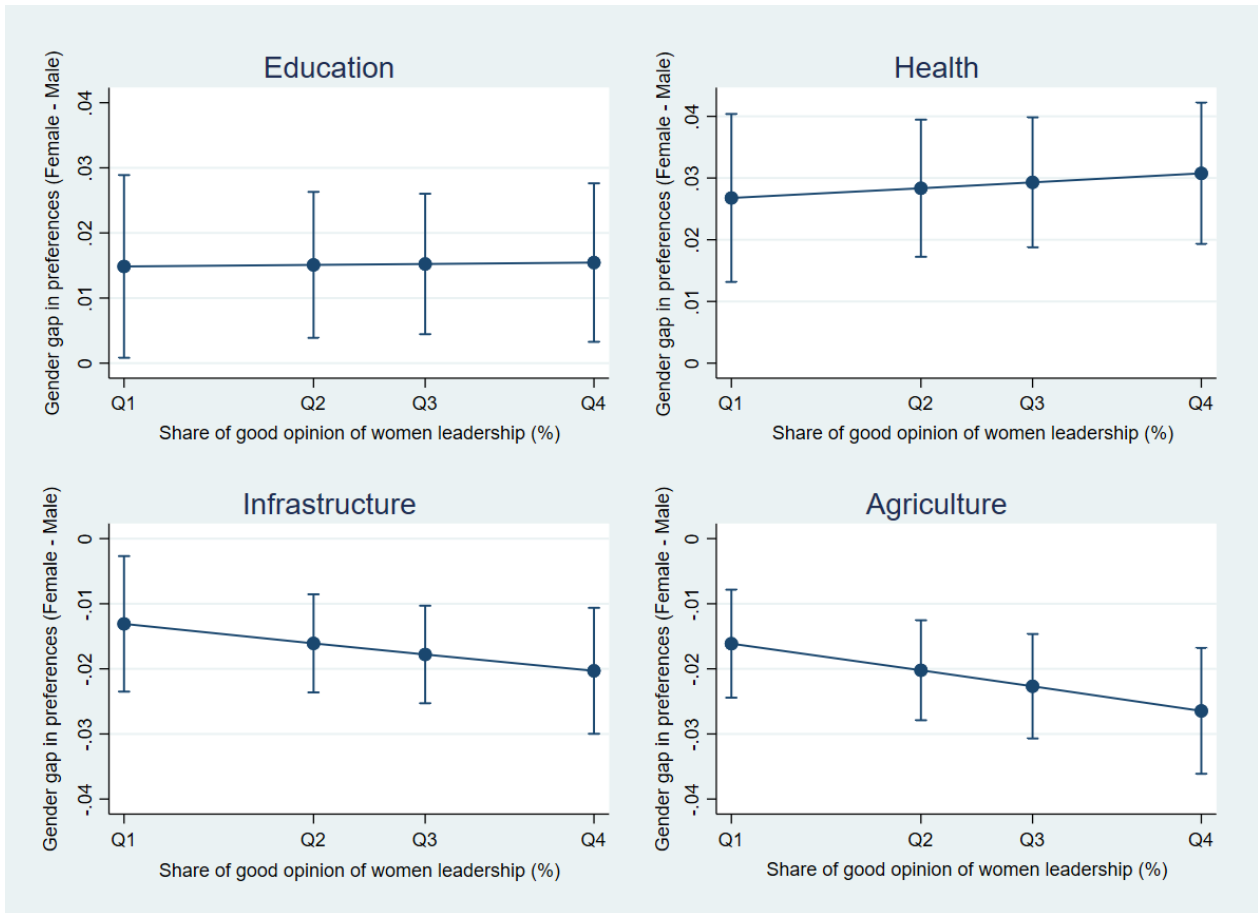 Education
Gender gap in preferences (Female - Male)
.04
.03
.02
.01
0
Q1 Q2 Q3 Q4
Share of good opinion of women leadership (%)
Health
Gender gap in preferences (Female - Male)
.04
.03
.02
.01
0
Q1 Q2 Q3 Q4
Share of good opinion of women leadership (%)
Infrastructure
Gender gap in preferences (Female - Male)
0
-.01
-.02
-.03
-.04
Q1 Q2 Q3 Q4
Share of good opinion of women leadership (%)
Agriculture
Gender gap in preferences (Female - Male)
0
-.01
-.02
-.03
-.04
Q1 Q2 Q3 Q4
Share of good opinion of women leadership (%)